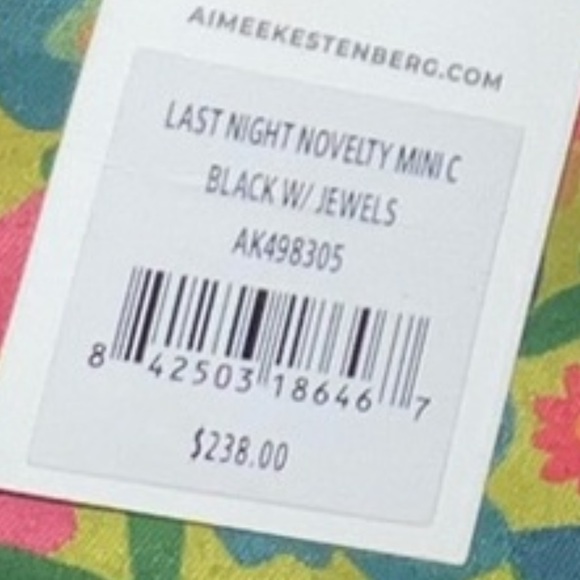 AIMEEKESTENBERG.COM
LAST NIGHT NOVELTY MINI C
BLACK W/ JEWELS
AK498305
8 42503 18646 7
$238.00